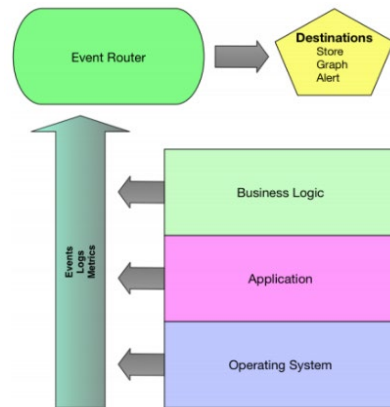 Event Router
Destinations
Store
Graph
Alert
Events
Logs
Metrics
Business Logic
Application
Operating System